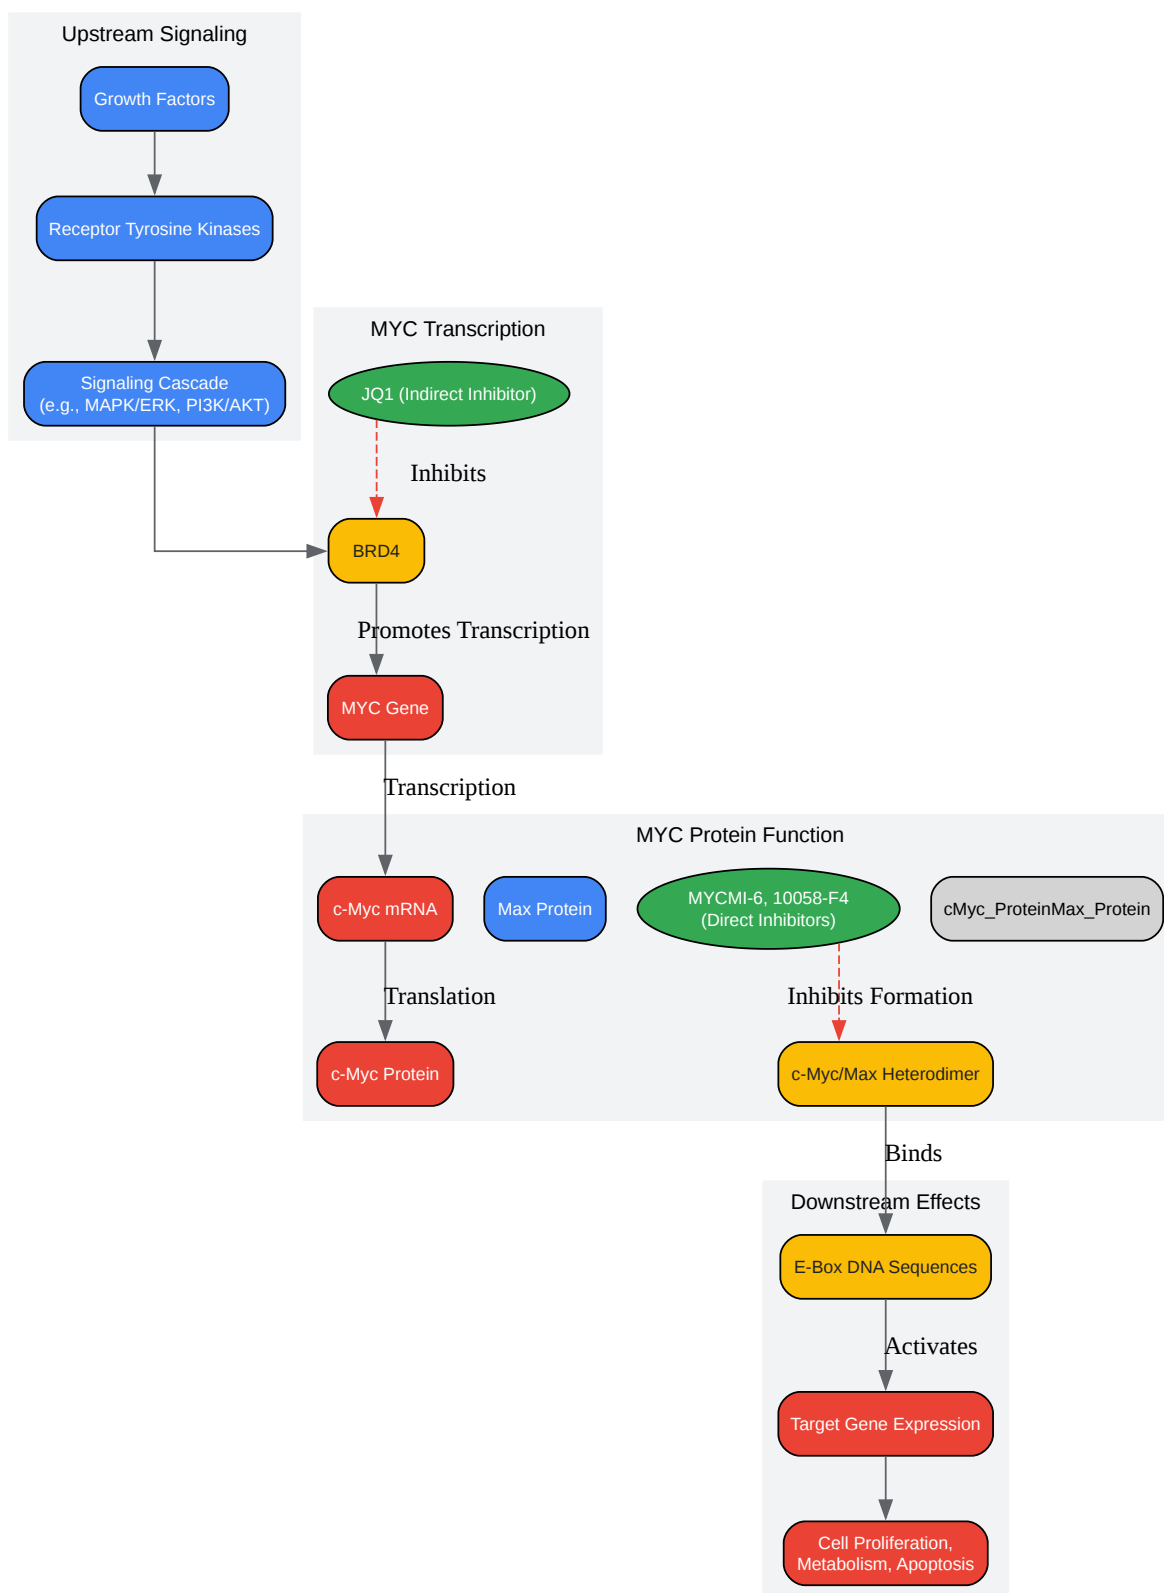 Upstream Signaling
Growth Factors
Receptor Tyrosine Kinases
Signaling Cascade
(e.g., MAPK/ERK, PI3K/AKT)
MYC Transcription
JQ1 (Indirect Inhibitor)
Inhibits
BRD4
Promotes Transcription
MYC Gene
Transcription
MYC Protein Function
c-Myc mRNA
Max Protein
MYCMI-6, 10058-F4
(Direct Inhibitors)
cMyc_ProteinMax_Protein
Translation
Inhibits Formation
c-Myc Protein
c-Myc/Max Heterodimer
Binds
Downstream Effects
E-Box DNA Sequences
Activates
Target Gene Expression
Cell Proliferation,
Metabolism, Apoptosis